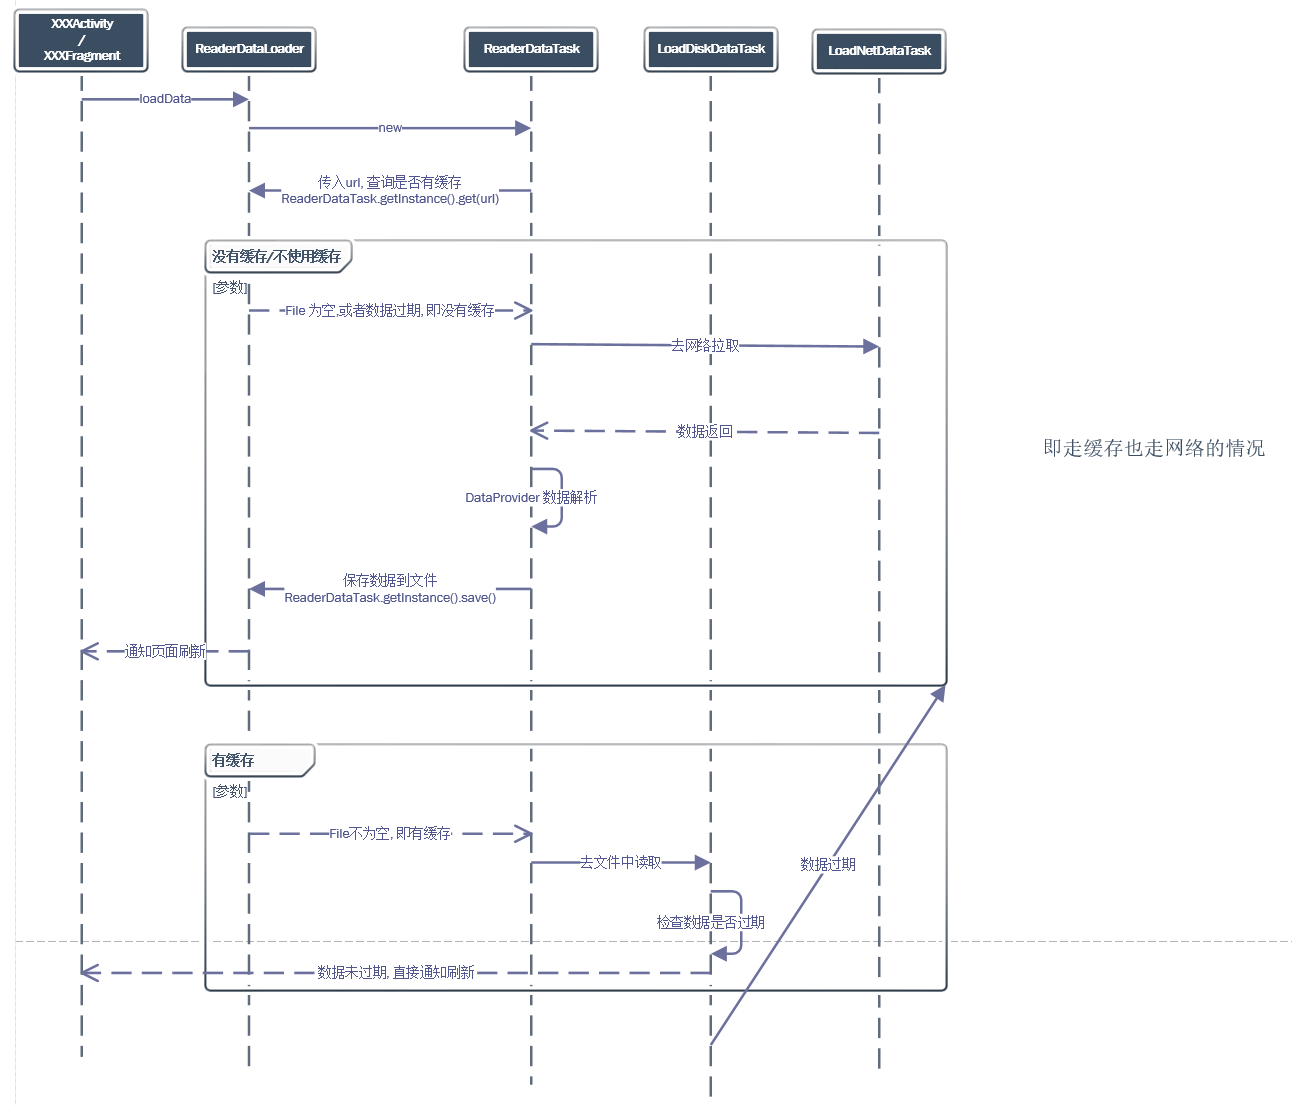 XXXActivity
/
XXXFragment
ReaderDataLoader
ReaderDataTask
LoadDiskDataTask
LoadNetDataTask
loadData
new
传入url, 查询是否有缓存
ReaderDataTask.getInstance().get(url)
没有缓存/不使用缓存
[参数]
File 为空,或者数据过期, 即没有缓存
去网络拉取
数据返回
即走缓存也走网络的情况
DataProvider 数据解析
保存数据到文件
ReaderDataTask.getInstance().save()
通知页面刷新
有缓存
[参数]
File不为空, 即有缓存
去文件中读取
数据过期
检查数据是否过期
数据未过期, 直接通知刷新